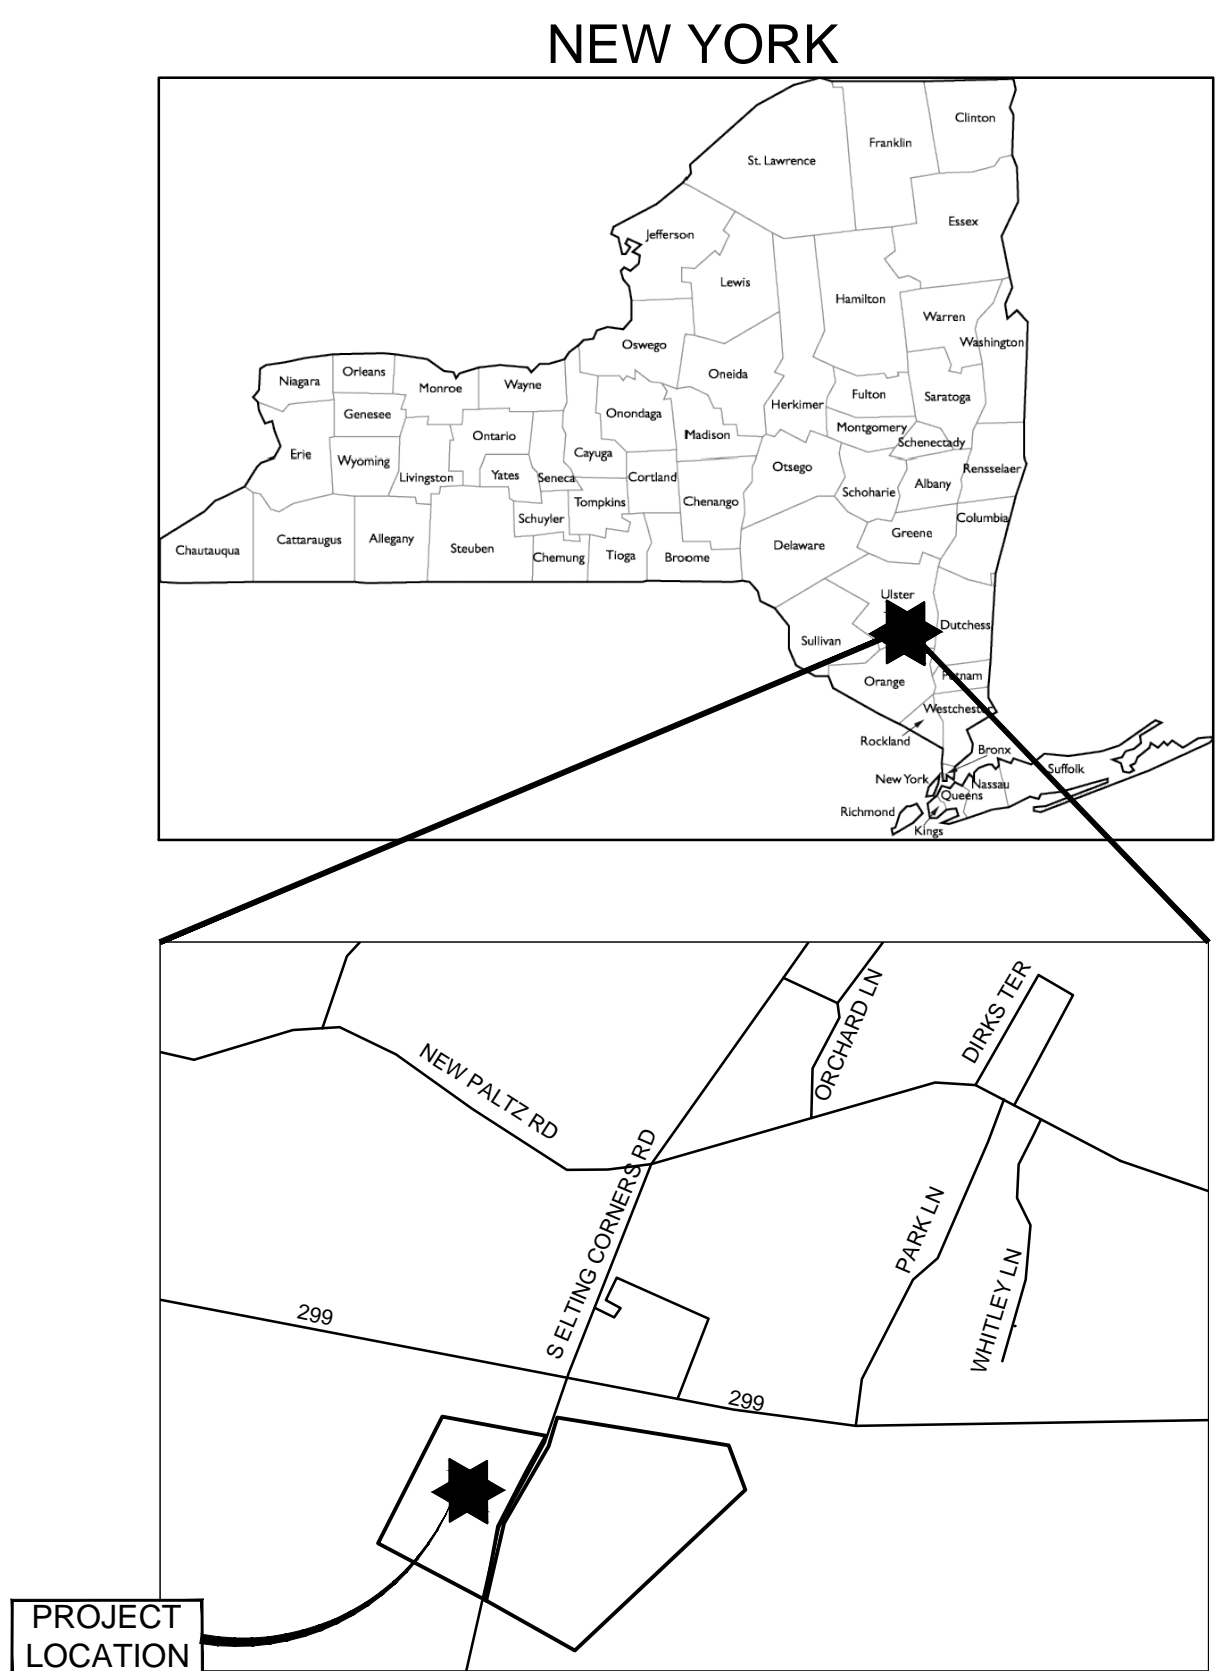 NEW YORK
Clinton
Franklin
St. Lawrence
Essex
Jefferson
Lewis
Hamilton
Warren
Washington
Oswego
Oneida
Herkimer
Fulton
Saratoga
Niagara
Orleans
Monroe
Wayne
Genesee
Onondaga
Madison
Montgomery
Schenectady
Ontario
Erie
Wyoming
Livingston
Yates
Seneca
Cayuga
Cortland
Otsego
Rensselaer
Albany
Schoharie
Tompkins
Chenango
Schuyler
Columbia
Greene
Chautauqua
Cattaraugus
Allegany
Steuben
Chemung
Tioga
Broome
Delaware
Ulster
Dutchess
Sullivan
Orange
Putnam
Westchester
Rockland
Bronx
New York
Nassau
Suffolk
Queens
Richmond
Kings
NEW PALTZ RD
ORCHARD LN
DIRKS TER
S ELTING CORNERS RD
PARK LN
WHITLEY LN
299
299
PROJECT
LOCATION